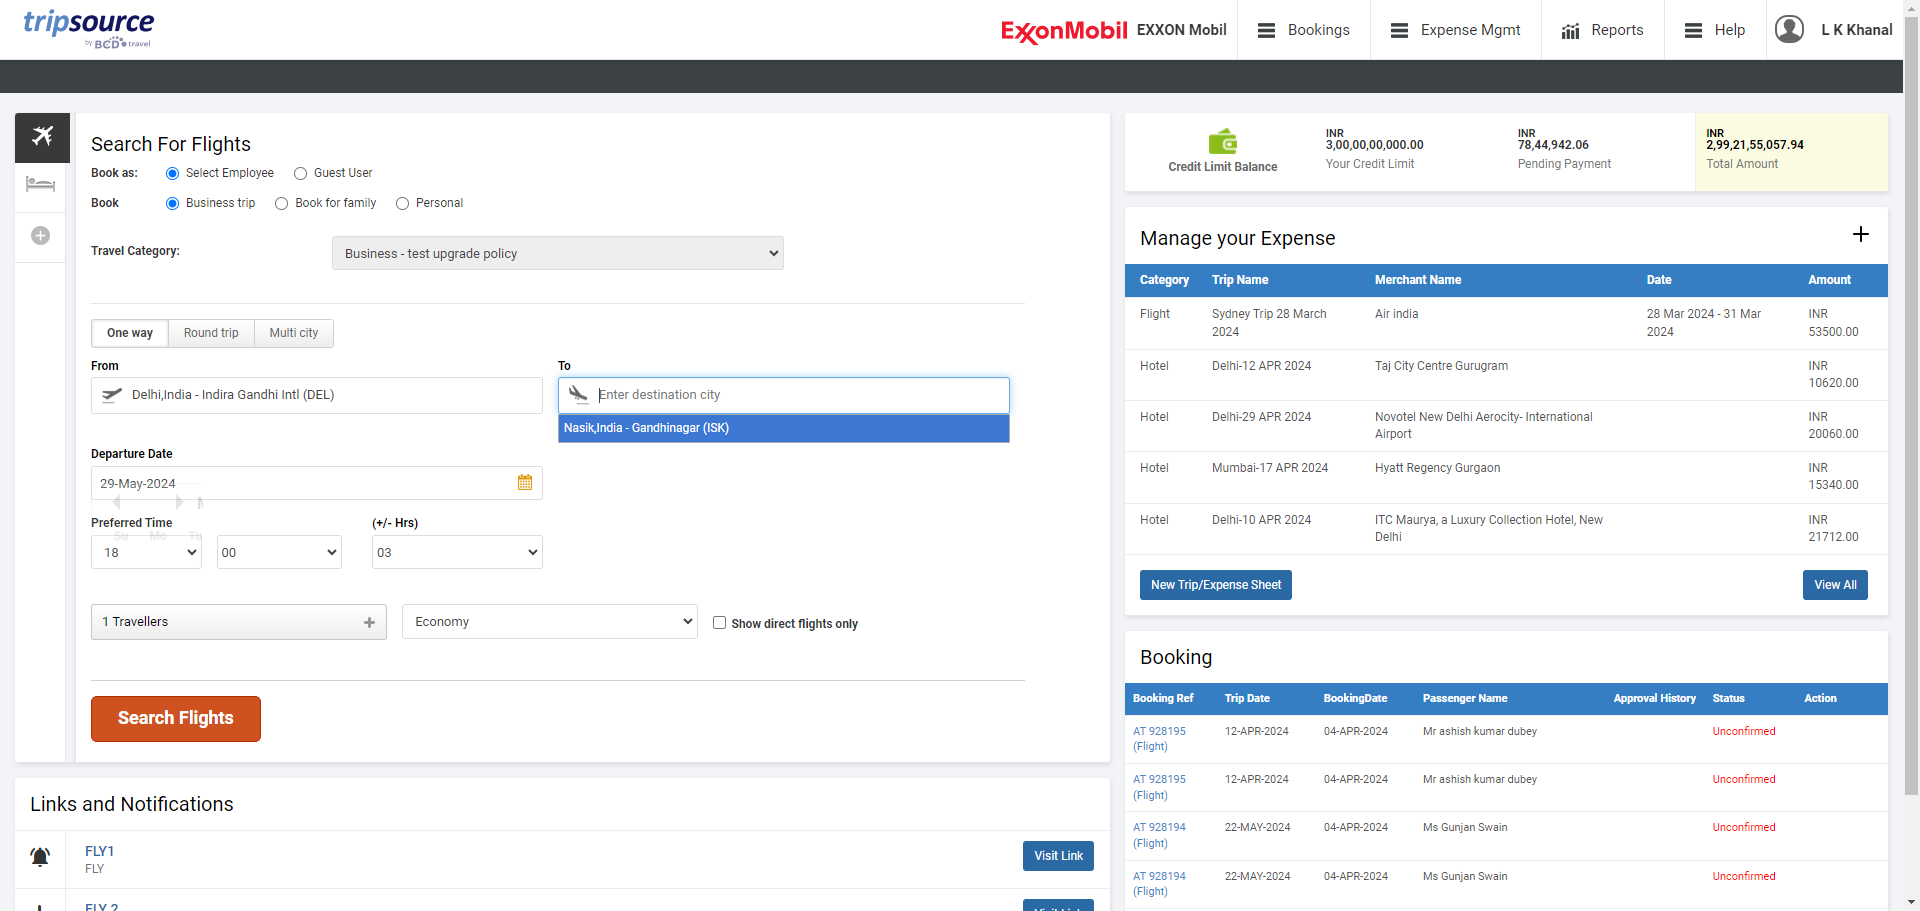 tripsource
by BCD travel
ExxonMobil EXXON Mobil
Bookings
Expense Mgmt
Reports
Help
L K Khanal
Search For Flights
Book as: Select Employee Guest User
Book Business trip Book for family Personal
Travel Category: Business - test upgrade policy
One way Round trip Multi city
From To
Delhi,India - Indira Gandhi Intl (DEL) Enter destination city
Nasik,India - Gandhinagar (ISK)
Departure Date
29-May-2024
Preferred Time (+/- Hrs)
Su Mo Tu
18 00 03
1 Travellers Economy Show direct flights only
Search Flights
Links and Notifications
FLY1
FLY
Visit Link
FLY 2
Visit Link
Credit Limit Balance
INR
3,00,00,00,000.00
Your Credit Limit
INR
78,44,942.06
Pending Payment
INR
2,99,21,55,057.94
Total Amount
Manage your Expense
Category Trip Name Merchant Name Date Amount
Flight Sydney Trip 28 March Air india 28 Mar 2024 - 31 Mar INR
2024 2024 53500.00
Hotel Delhi-12 APR 2024 Taj City Centre Gurugram INR
10620.00
Hotel Delhi-29 APR 2024 Novotel New Delhi Aerocity- International INR
Airport 20060.00
Hotel Mumbai-17 APR 2024 Hyatt Regency Gurgaon INR
15340.00
Hotel Delhi-10 APR 2024 ITC Maurya, a Luxury Collection Hotel, New INR
Delhi 21712.00
New Trip/Expense Sheet View All
Booking
Booking Ref Trip Date BookingDate Passenger Name Approval History Status Action
AT 928195 12-APR-2024 04-APR-2024 Mr ashish kumar dubey Unconfirmed
(Flight)
AT 928195 12-APR-2024 04-APR-2024 Mr ashish kumar dubey Unconfirmed
(Flight)
AT 928194 22-MAY-2024 04-APR-2024 Ms Gunjan Swain Unconfirmed
(Flight)
AT 928194 22-MAY-2024 04-APR-2024 Ms Gunjan Swain Unconfirmed
(Flight)